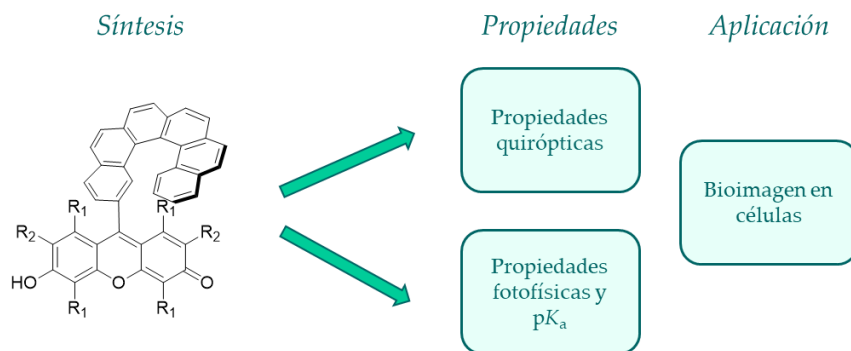 Síntesis
Propiedades
Aplicación
Propiedades
quirópticas
Bioimagen en
células
Propiedades
fotofísicas y
pKa
R1
R1
R2
R2
HO
O
O
R1
R1